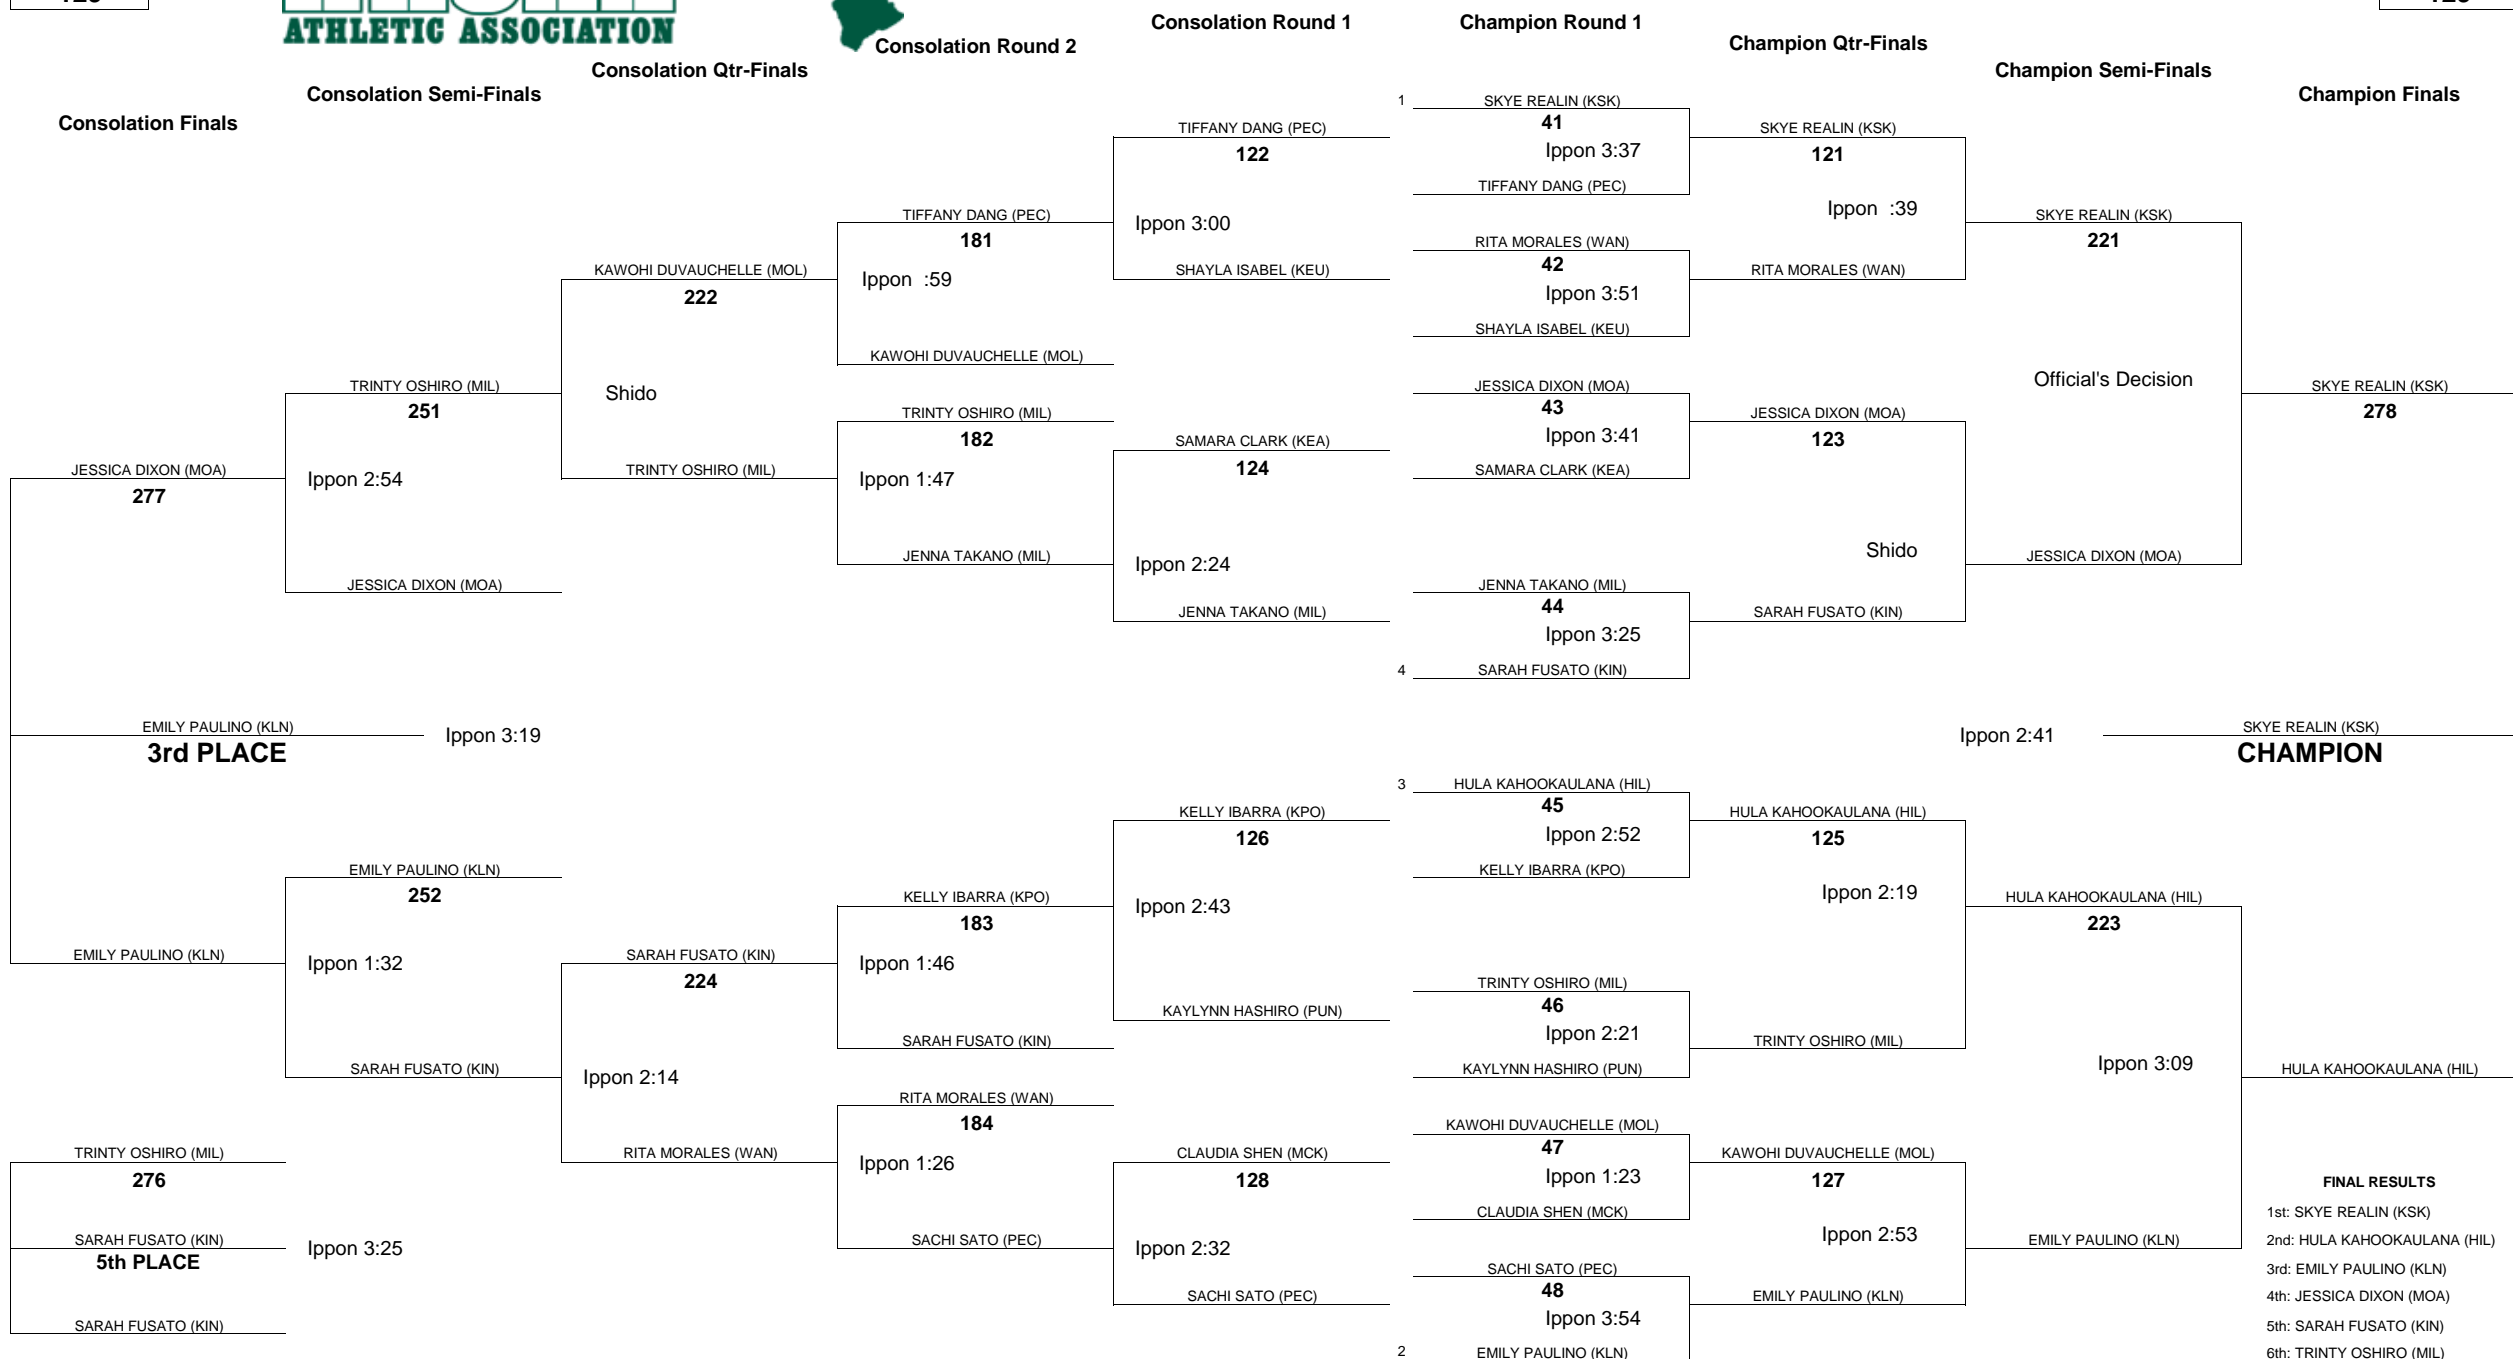 ATHLETIC ASSOCIATION
Consolation Round 1
Champion Round 1
Consolation Round 2
Champion Qtr-Finals
Consolation Qtr-Finals
Champion Semi-Finals
Consolation Semi-Finals
Champion Finals
Consolation Finals
TRINTY OSHIRO (MIL)
251
Ippon 2:54
JESSICA DIXON (MOA)
JESSICA DIXON (MOA)
277
EMILY PAULINO (KLN)
Ippon 3:19
3rd PLACE
EMILY PAULINO (KLN)
252
EMILY PAULINO (KLN)
Ippon 1:32
SARAH FUSATO (KIN)
TRINTY OSHIRO (MIL)
276
SARAH FUSATO (KIN)
Ippon 3:25
5th PLACE
SARAH FUSATO (KIN)
KAWOHI DUVAUCHELLE (MOL)
222
Shido
TRINTY OSHIRO (MIL)
SARAH FUSATO (KIN)
224
Ippon 2:14
RITA MORALES (WAN)
TIFFANY DANG (PEC)
181
Ippon :59
KAWOHI DUVAUCHELLE (MOL)
TRINTY OSHIRO (MIL)
182
Ippon 1:47
JENNA TAKANO (MIL)
KELLY IBARRA (KPO)
183
Ippon 1:46
SARAH FUSATO (KIN)
RITA MORALES (WAN)
184
Ippon 1:26
SACHI SATO (PEC)
TIFFANY DANG (PEC)
122
Ippon 3:00
SHAYLA ISABEL (KEU)
SAMARA CLARK (KEA)
124
Ippon 2:24
JENNA TAKANO (MIL)
KELLY IBARRA (KPO)
126
Ippon 2:43
KAYLYNN HASHIRO (PUN)
CLAUDIA SHEN (MCK)
128
Ippon 2:32
SACHI SATO (PEC)
1 SKYE REALIN (KSK)
41
Ippon 3:37
TIFFANY DANG (PEC)
RITA MORALES (WAN)
42
Ippon 3:51
SHAYLA ISABEL (KEU)
JESSICA DIXON (MOA)
43
Ippon 3:41
SAMARA CLARK (KEA)
JENNA TAKANO (MIL)
44
Ippon 3:25
4 SARAH FUSATO (KIN)
3 HULA KAHOOKAULANA (HIL)
45
Ippon 2:52
KELLY IBARRA (KPO)
TRINTY OSHIRO (MIL)
46
Ippon 2:21
KAYLYNN HASHIRO (PUN)
KAWOHI DUVAUCHELLE (MOL)
47
Ippon 1:23
CLAUDIA SHEN (MCK)
SACHI SATO (PEC)
48
Ippon 3:54
2 EMILY PAULINO (KLN)
SKYE REALIN (KSK)
121
Ippon :39
RITA MORALES (WAN)
JESSICA DIXON (MOA)
123
Shido
SARAH FUSATO (KIN)
HULA KAHOOKAULANA (HIL)
125
Ippon 2:19
TRINTY OSHIRO (MIL)
KAWOHI DUVAUCHELLE (MOL)
127
Ippon 2:53
EMILY PAULINO (KLN)
SKYE REALIN (KSK)
221
Official's Decision
JESSICA DIXON (MOA)
HULA KAHOOKAULANA (HIL)
223
Ippon 3:09
EMILY PAULINO (KLN)
SKYE REALIN (KSK)
278
Ippon 2:41
SKYE REALIN (KSK)
CHAMPION
HULA KAHOOKAULANA (HIL)
FINAL RESULTS
1st: SKYE REALIN (KSK)
2nd: HULA KAHOOKAULANA (HIL)
3rd: EMILY PAULINO (KLN)
4th: JESSICA DIXON (MOA)
5th: SARAH FUSATO (KIN)
6th: TRINTY OSHIRO (MIL)